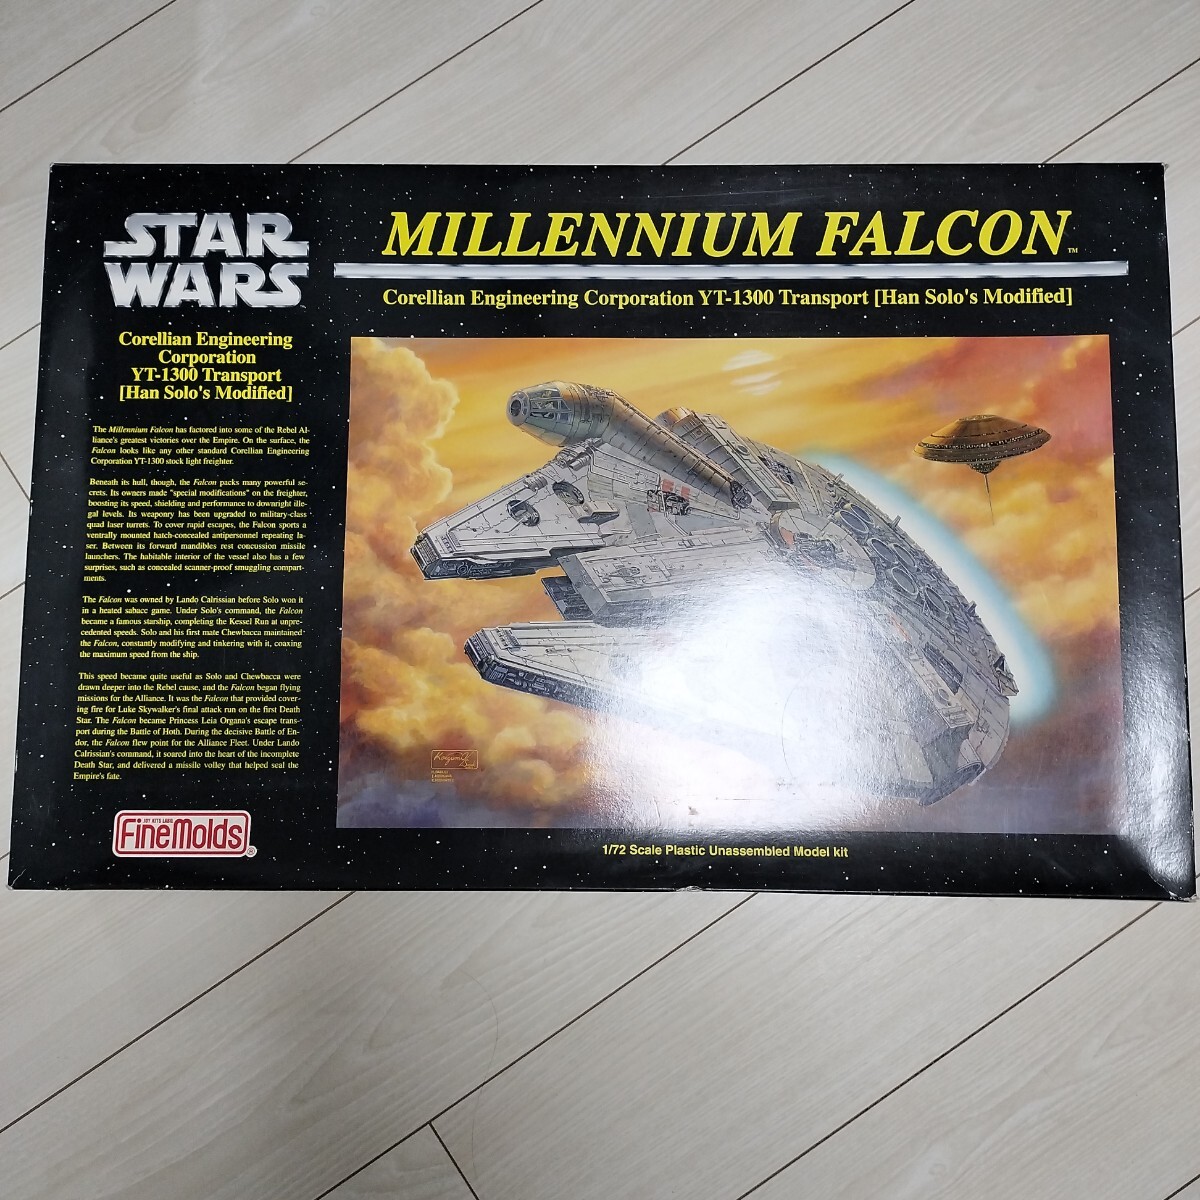 STAR
WARS
Corellian Engineering
Corporation
YT-1300 Transport
[Han Solo's Modified]
The Millennium Falcon has factored into some of the Rebel Al-
liance's greatest victories over the Empire. On the surface, the
Falcon looks like any other standard Corellian Engineering
Corporation YT-1300 stock light freighter.
Beneath its hull, though, the Falcon packs many powerful se-
crets. Its owners made "special modifications" on the freighter,
boosting its speed, shielding and performance to downright ille-
gal levels. Its weaponry has been upgraded to military-class
quad laser turrets. To cover rapid escapes, the Falcon sports a
ventrally mounted hatch-concealed antipersonnel repeating la-
ser. Between its forward mandibles rest concussion missile
launchers. The habitable interior of the vessel also has a few
surprises, such as concealed scanner-proof smuggling compart-
ments.
The Falcon was owned by Lando Calrissian before Solo won it
in a heated sabacc game. Under Solo's command, the Falcon
became a famous starship, completing the Kessel Run at unpre-
cedented speeds. Solo and his first mate Chewbacca maintained
the Falcon, constantly modifying and tinkering with it, coaxing
the maximum speed from the ship.
This speed became quite useful as Solo and Chewbacca were
drawn deeper into the Rebel cause, and the Falcon began flying
missions for the Alliance. It was the Falcon that provided cover-
ing fire for Luke Skywalker's final attack run on the first Death
Star. The Falcon became Princess Leia Organa's escape trans-
port during the Battle of Hoth. During the decisive Battle of En-
dor, the Falcon flew point for the Alliance Fleet. Under Lando
Calrissian's command, it soared into the heart of the incomplete
Death Star, and delivered a missile volley that helped seal the
Empire's fate.
FineMolds®
MILLENNIUM FALCON™
Corellian Engineering Corporation YT-1300 Transport [Han Solo's Modified]
1/72 Scale Plastic Unassembled Model kit